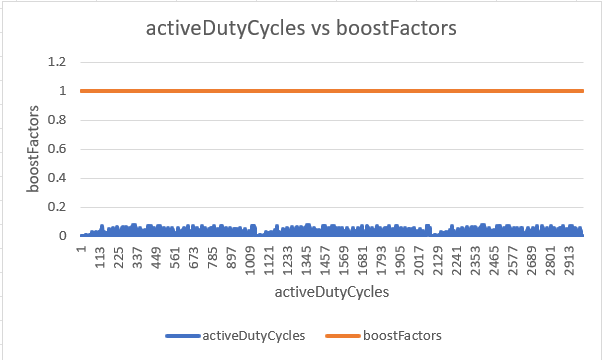 activeDutyCycles vs boostFactors
1.2
1
0.8
0.6
0.4
0.2
0
boostFactors
1 113 225 337 449 561 673 785 897 1009 1121 1233 1345 1457 1569 1681 1793 1905 2017 2129 2241 2353 2465 2577 2689 2801 2913
activeDutyCycles
activeDutyCycles boostFactors